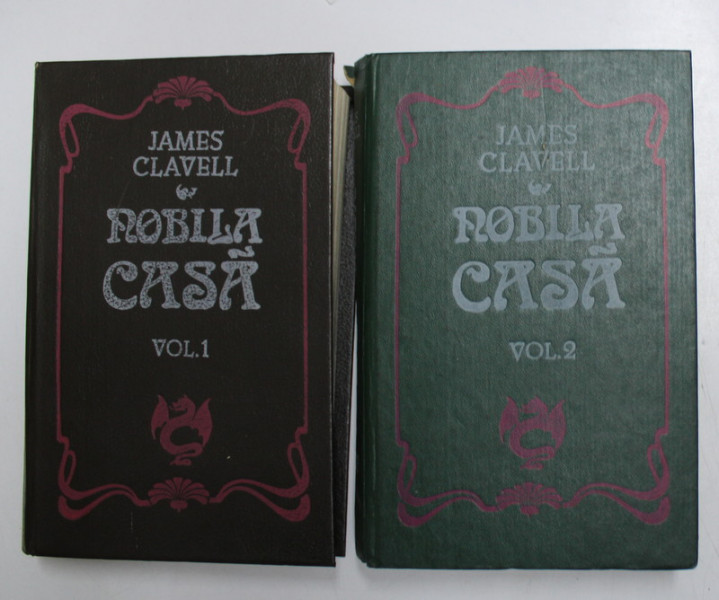 JAMES
CLAVELL
NOBILA
CASĂ
VOL.1
JAMES
CLAVELL
NOBILA
CASĂ
VOL.2